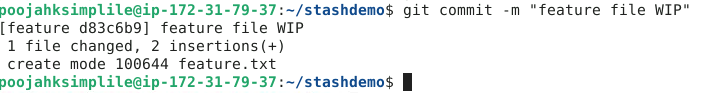 poojahksimplile@ip-172-31-79-37:~/stashdemo$ git commit -m "feature file WIP"
[feature d83c6b9] feature file WIP
 1 file changed, 2 insertions(+)
 create mode 100644 feature.txt
poojahksimplile@ip-172-31-79-37:~/stashdemo$